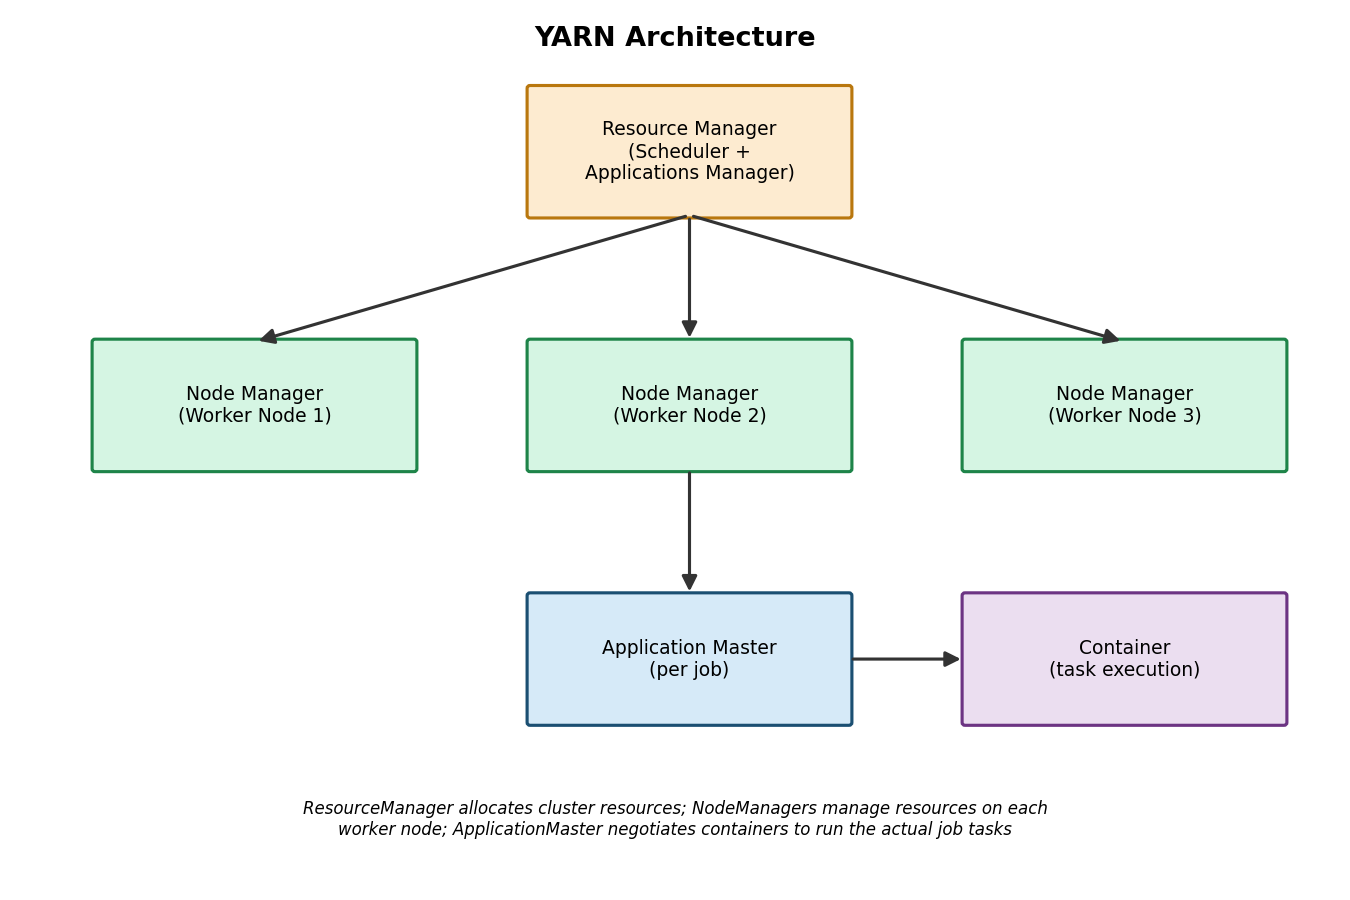 YARN Architecture
Resource Manager
(Scheduler +
Applications Manager)
Node Manager
(Worker Node 1)
Node Manager
(Worker Node 2)
Node Manager
(Worker Node 3)
Application Master
(per job)
Container
(task execution)
ResourceManager allocates cluster resources; NodeManagers manage resources on each
worker node; ApplicationMaster negotiates containers to run the actual job tasks